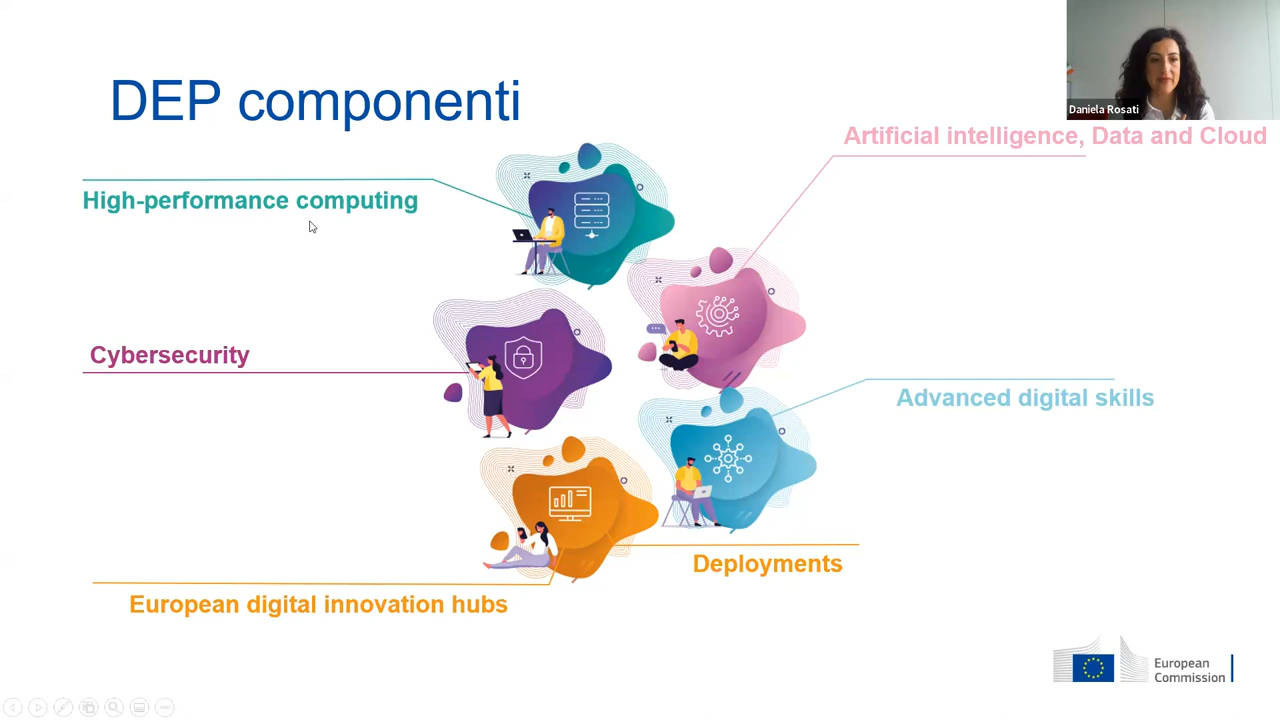 DEP componenti
Daniela Rosati
Artificial intelligence, Data and Cloud
High-performance computing
Cybersecurity
Advanced digital skills
Deployments
European digital innovation hubs
European
Commission